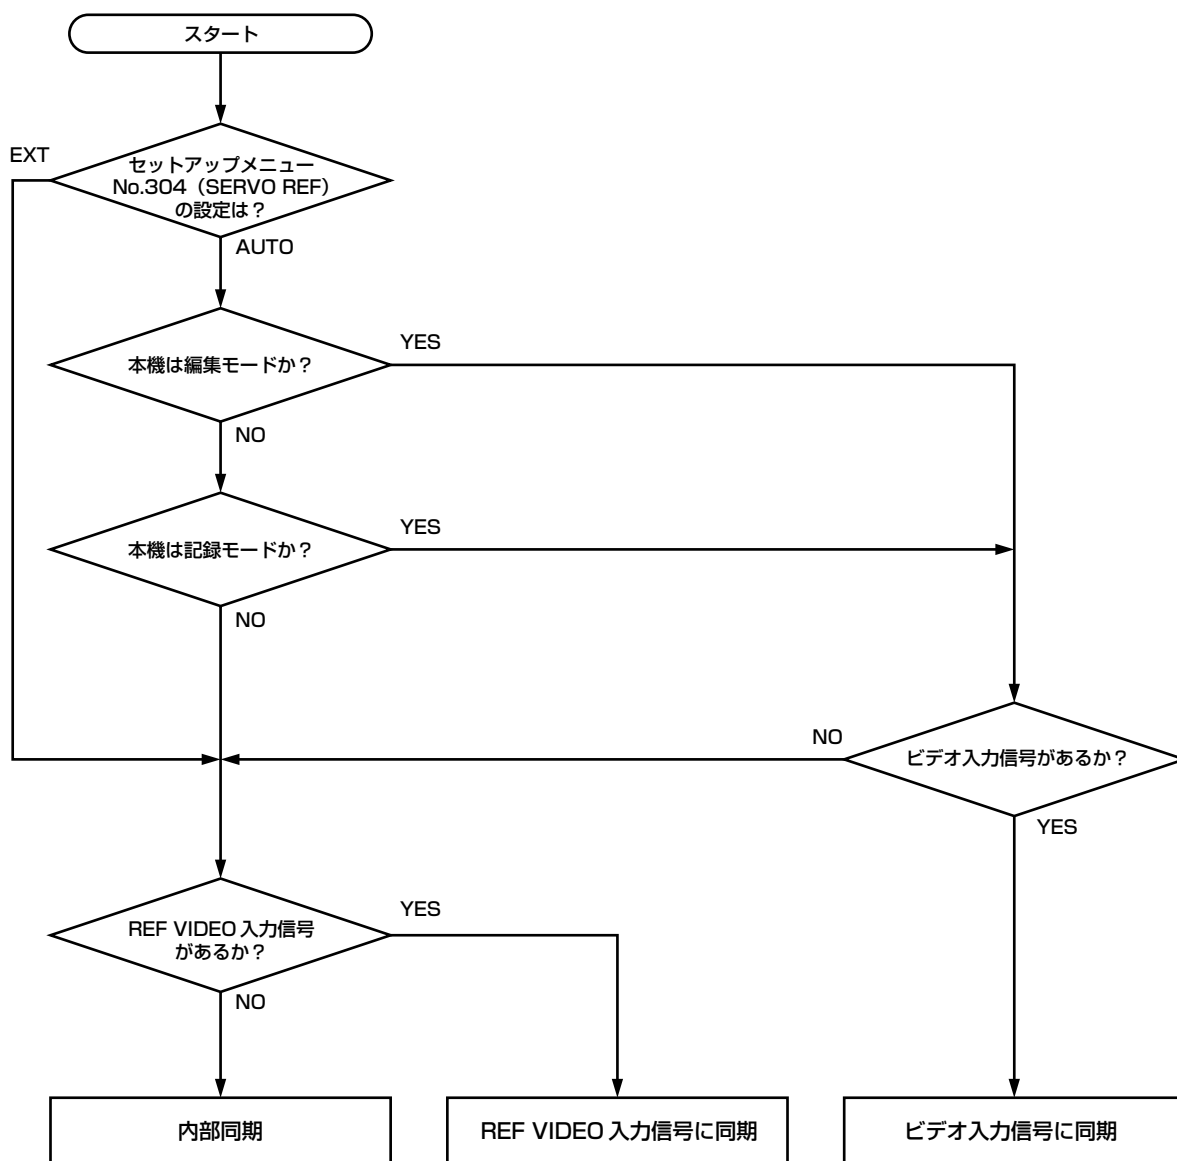 スタート
EXT
セットアップメニュー
No.304（SERVO REF）
の設定は？
AUTO
本機は編集モードか？
YES
NO
本機は記録モードか？
YES
NO
NO
ビデオ入力信号があるか？
YES
REF VIDEO 入力信号
があるか？
YES
NO
内部同期
REF VIDEO 入力信号に同期
ビデオ入力信号に同期